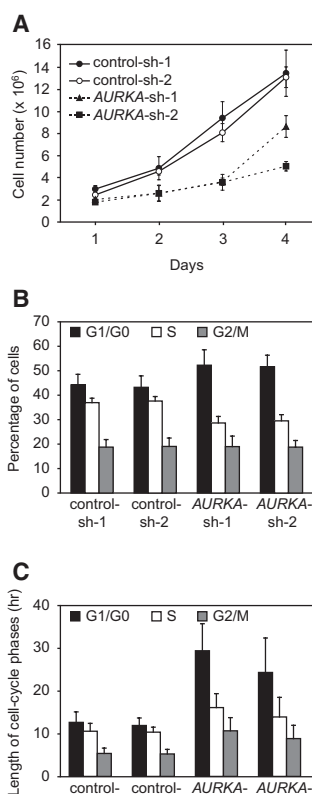 A
control-sh-1
control-sh-2
AURKA-sh-1
AURKA-sh-2
Cell number (x 10⁶)
16
14
12
10
8
6
4
2
0
1 2 3 4
Days
B
G1/G0 S G2/M
Percentage of cells
70
60
50
40
30
20
10
0
control- control- AURKA- AURKA-
sh-1 sh-2 sh-1 sh-2
C
G1/G0 S G2/M
Length of cell-cycle phases (hr)
40
30
20
10
0
control- control- AURKA- AURKA-